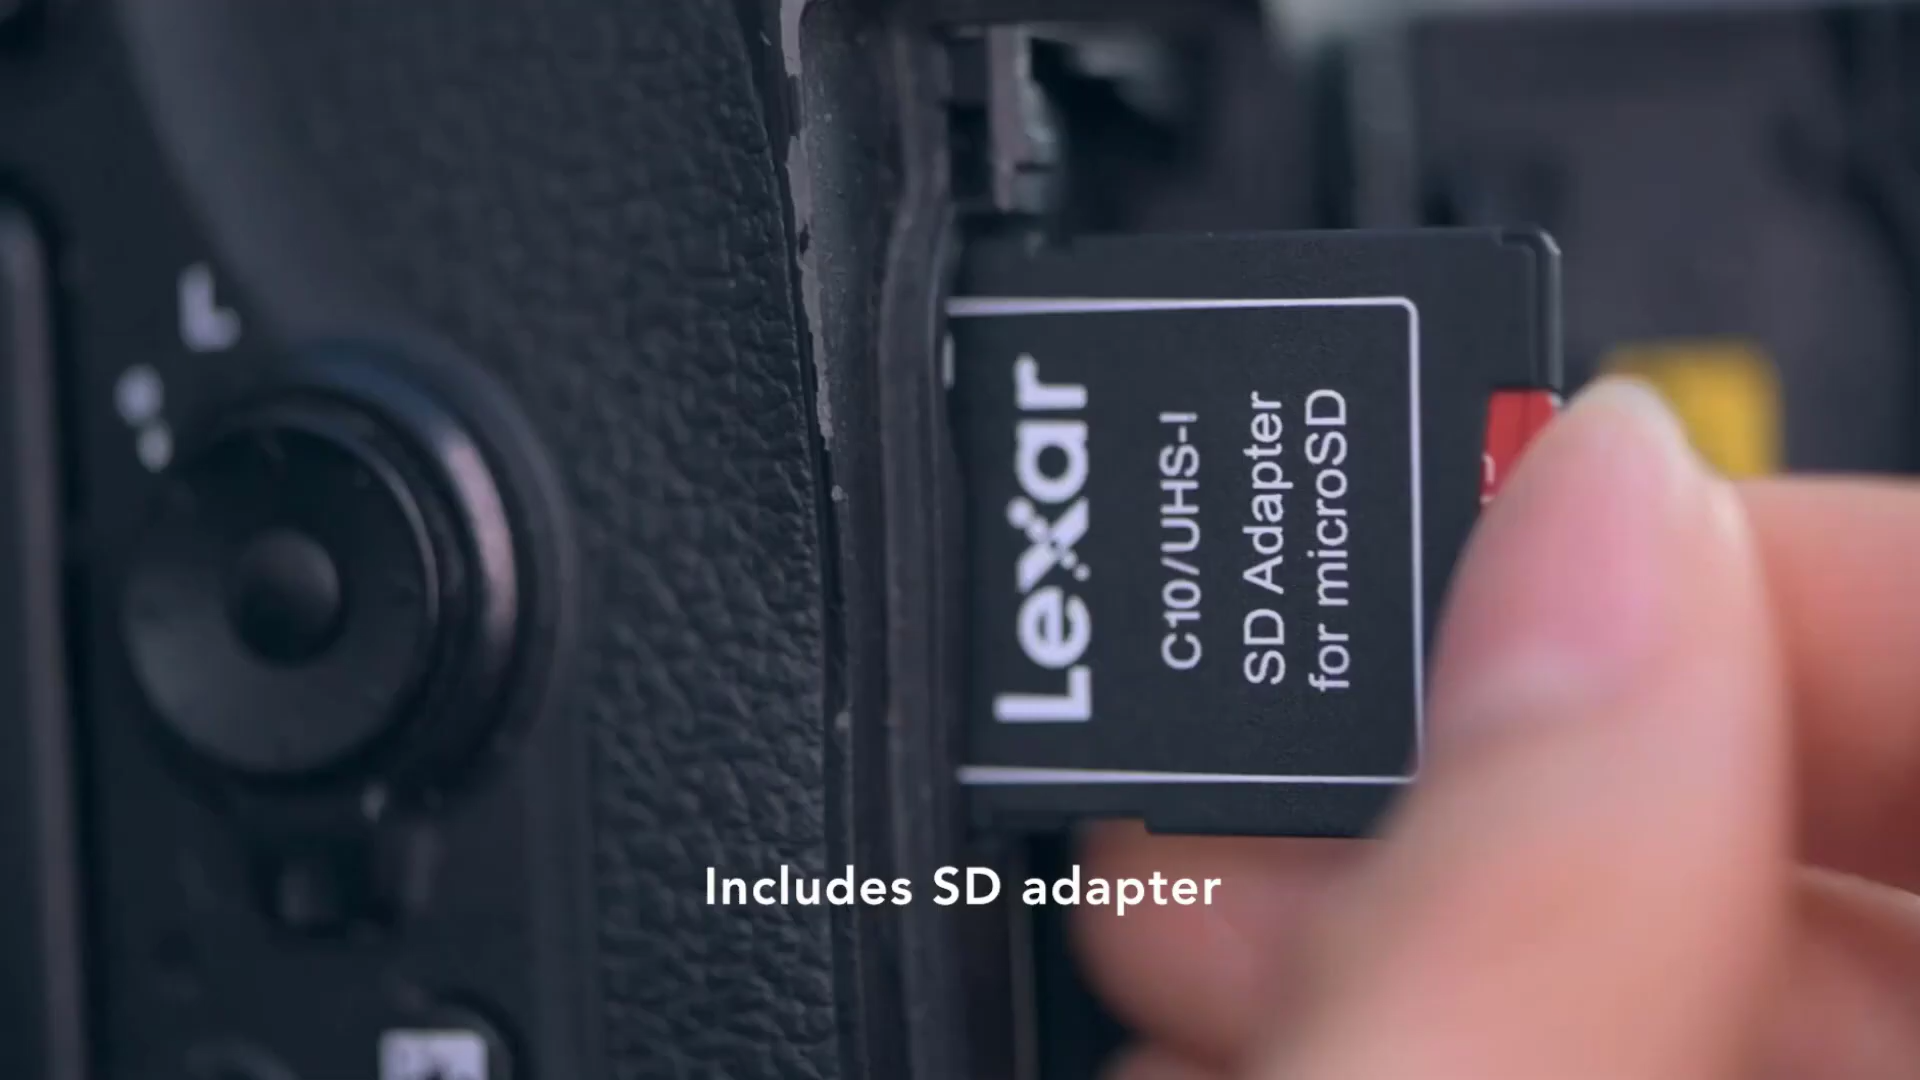 L
Lexar
C10/UHS-I
SD Adapter
for microSD
Includes SD adapter